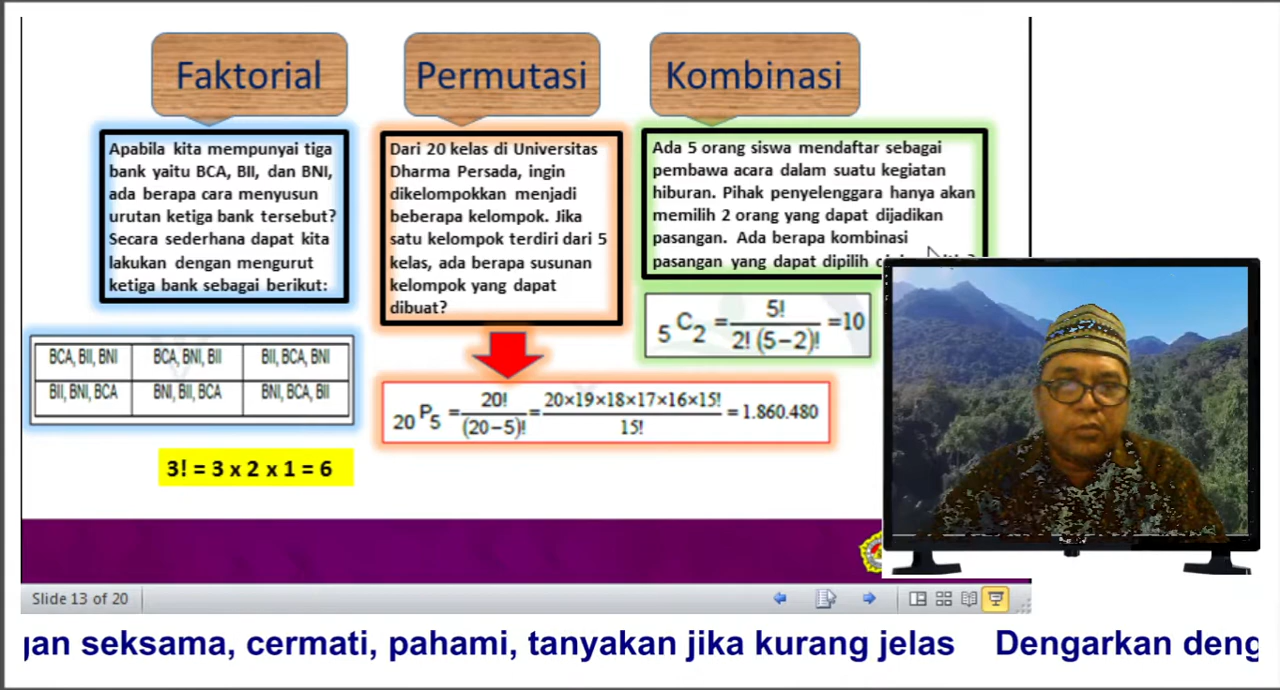 Faktorial
Apabila kita mempunyai tiga
bank yaitu BCA, BII, dan BNI,
ada berapa cara menyusun
urutan ketiga bank tersebut?
Secara sederhana dapat kita
lakukan dengan mengurut
ketiga bank sebagai berikut:
BCA, BII, BNI BCA, BNI, BII BII, BCA, BNI
BII, BNI, BCA BNI, BII, BCA BNI, BCA, BII
3! = 3 x 2 x 1 = 6
Permutasi
Dari 20 kelas di Universitas
Dharma Persada, ingin
dikelompokkan menjadi
beberapa kelompok. Jika
satu kelompok terdiri dari 5
kelas, ada berapa susunan
kelompok yang dapat
dibuat?
20 P 5 = 20! / (20−5)! = 20×19×18×17×16×15! / 15! = 1.860.480
Kombinasi
Ada 5 orang siswa mendaftar sebagai
pembawa acara dalam suatu kegiatan
hiburan. Pihak penyelenggara hanya akan
memilih 2 orang yang dapat dijadikan
pasangan. Ada berapa kombinasi
pasangan yang dapat dipilih
5 C 2 = 5! / 2! (5−2)! =10
Slide 13 of 20
seksama, cermati, pahami, tanyakan jika kurang jelas Dengarkan